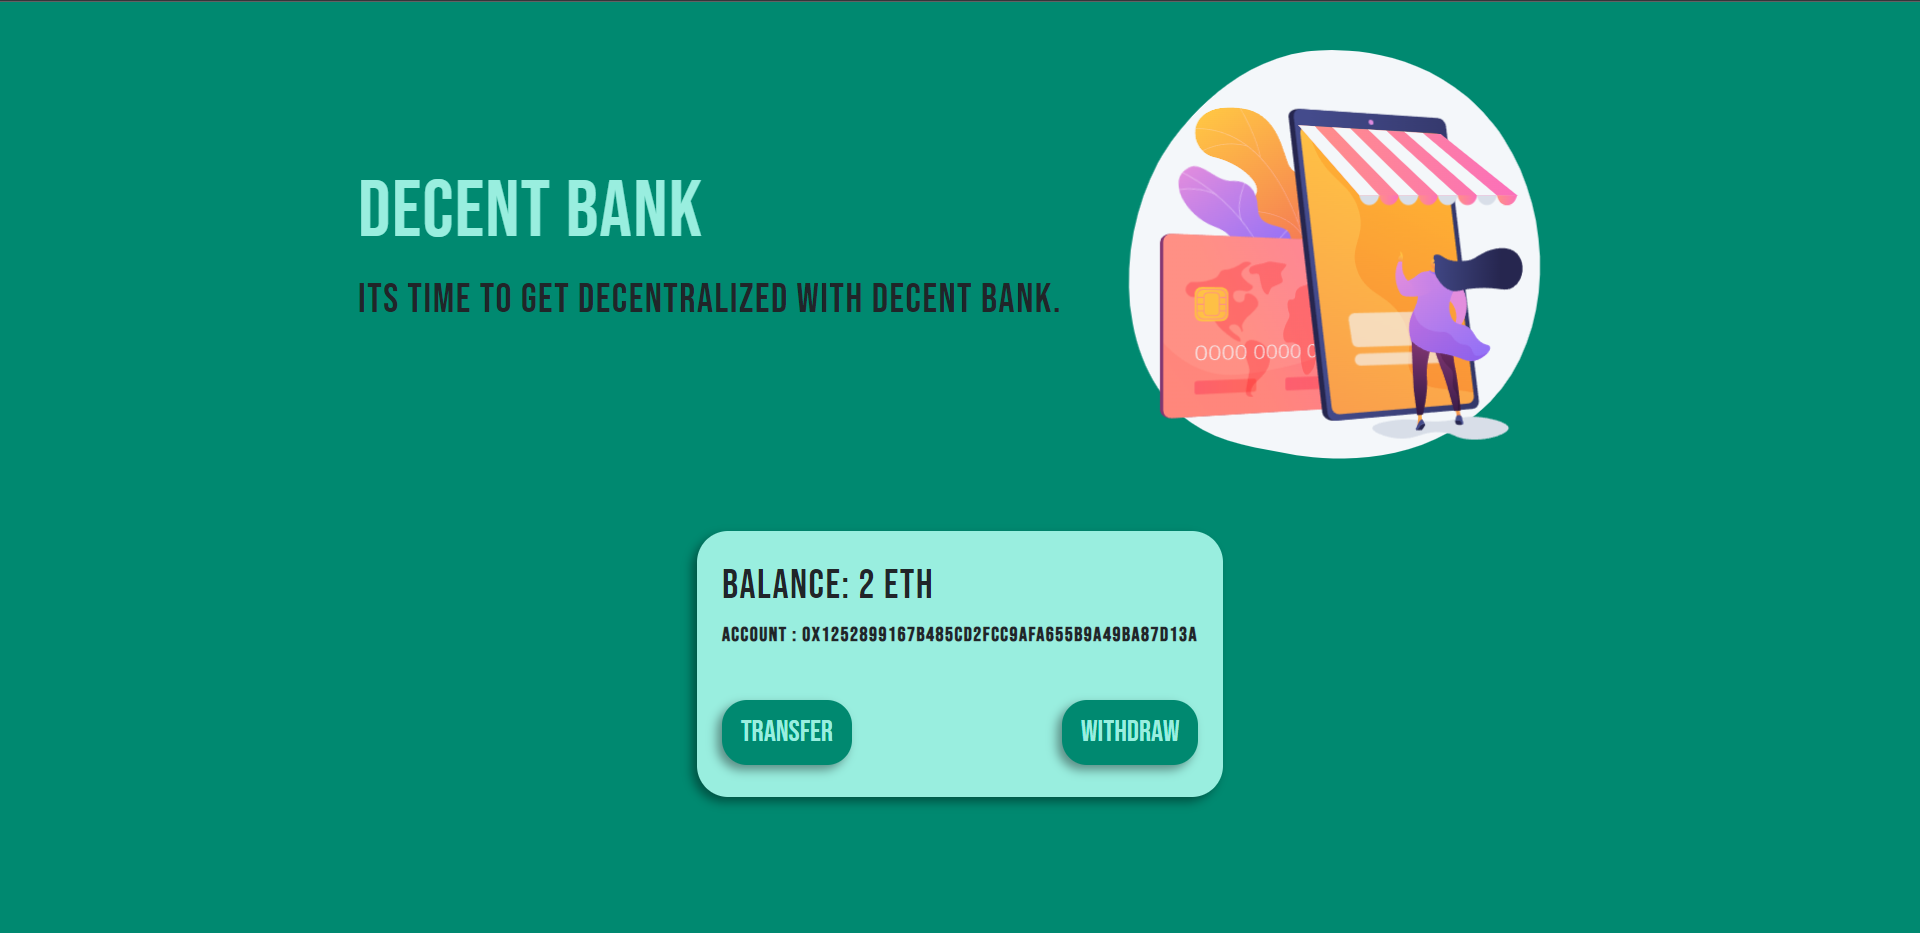 DECENT BANK
ITS TIME TO GET DECENTRALIZED WITH DECENT BANK.
0000 0000 0
BALANCE: 2 ETH
ACCOUNT : 0X1252899167B485CD2FCC9AFA655B9A49BA87D13A
TRANSFER
WITHDRAW